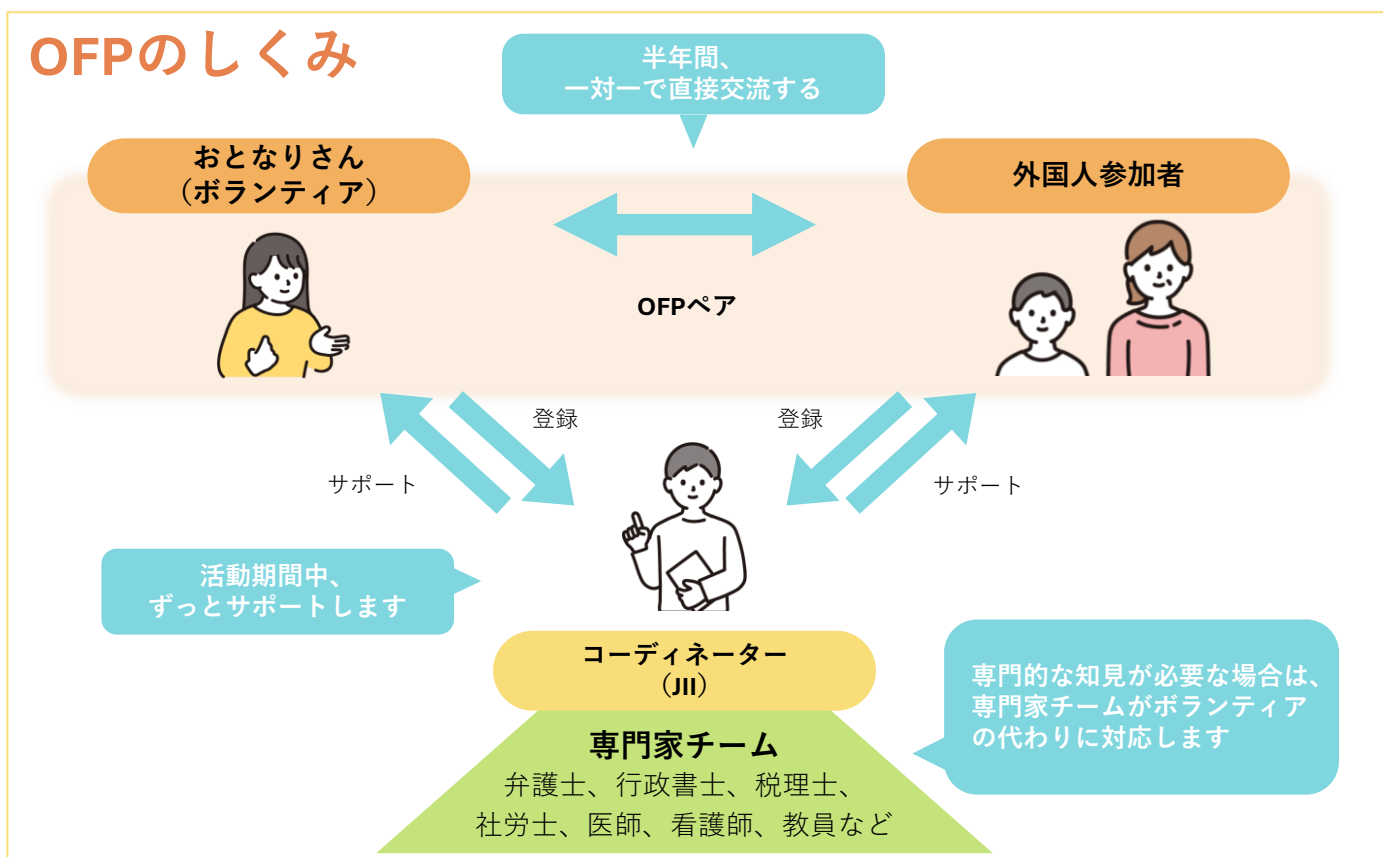 OFPのしくみ
半年間、
一対一で直接交流する
おとなりさん
（ボランティア）
外国人参加者
OFPペア
登録
登録
サポート
サポート
活動期間中、
ずっとサポートします
コーディネーター
（JII）
専門的な知見が必要な場合は、
専門家チームがボランティア
の代わりに対応します
専門家チーム
弁護士、行政書士、税理士、
社労士、医師、看護師、教員など